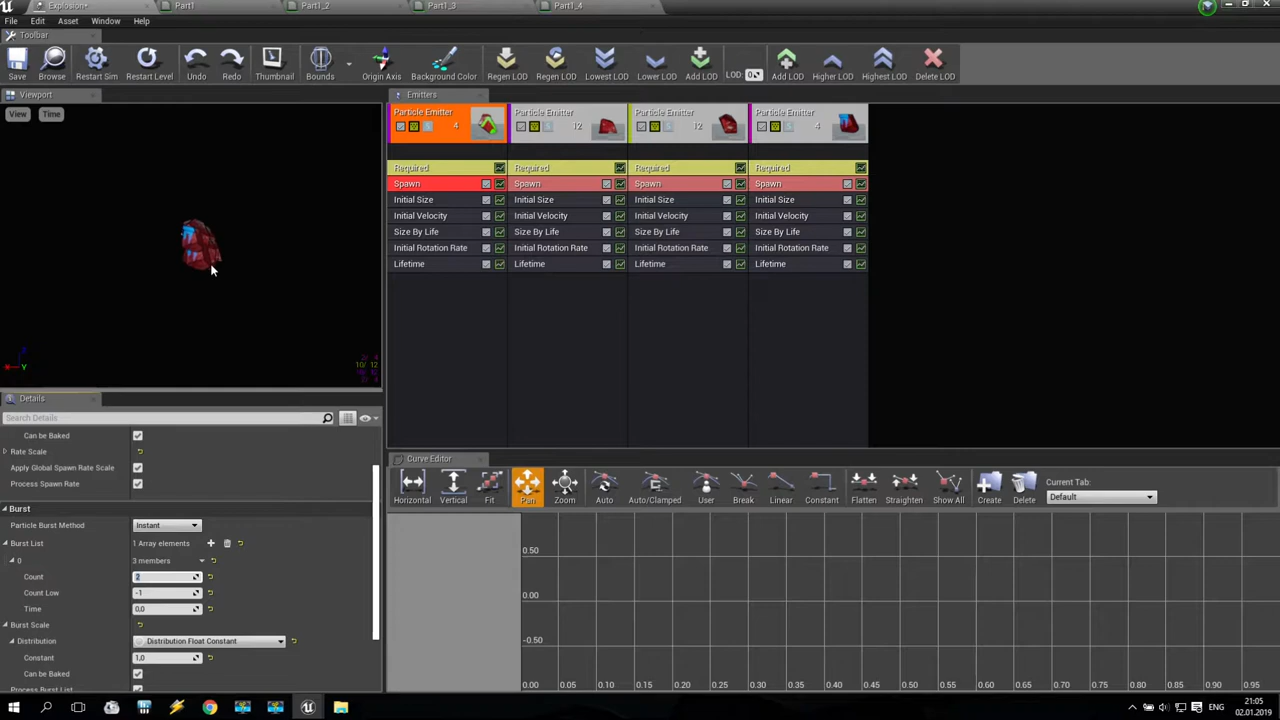 Explosion*
Part1
Part1_2
Part1_3
Part1_4
File Edit Asset Window Help
Toolbar
Save Browse Restart Sim Restart Level Undo Redo Thumbnail Bounds Origin Axis Background Color Regen LOD Regen LOD Lowest LOD Lower LOD Add LOD LOD: 0 Add LOD Higher LOD Highest LOD Delete LOD
Viewport
View Time
10/ 12
Emitters
Particle Emitter 4
Particle Emitter 12
Particle Emitter 12
Particle Emitter 4
Required Required Required Required
Spawn Spawn Spawn Spawn
Initial Size Initial Size Initial Size Initial Size
Initial Velocity Initial Velocity Initial Velocity Initial Velocity
Size By Life Size By Life Size By Life Size By Life
Initial Rotation Rate Initial Rotation Rate Initial Rotation Rate Initial Rotation Rate
Lifetime Lifetime Lifetime Lifetime
Details
Search Details
Can be Baked
Rate Scale
Apply Global Spawn Rate Scale
Process Spawn Rate
Burst
Particle Burst Method Instant
Burst List 1 Array elements
0 3 members
Count 2
Count Low -1
Time 0,0
Burst Scale
Distribution Distribution Float Constant
Constant 1,0
Can be Baked
Process Burst List
Curve Editor
Horizontal Vertical Fit Pan Zoom Auto Auto/Clamped User Break Linear Constant Flatten Straighten Show All Create Delete
Current Tab:
Default
0.50
0.00
-0.50
0.00 0.05 0.10 0.15 0.20 0.25 0.30 0.35 0.40 0.45 0.50 0.55 0.60 0.65 0.70 0.75 0.80 0.85 0.90 0.95
ENG
21:05
02.01.2019